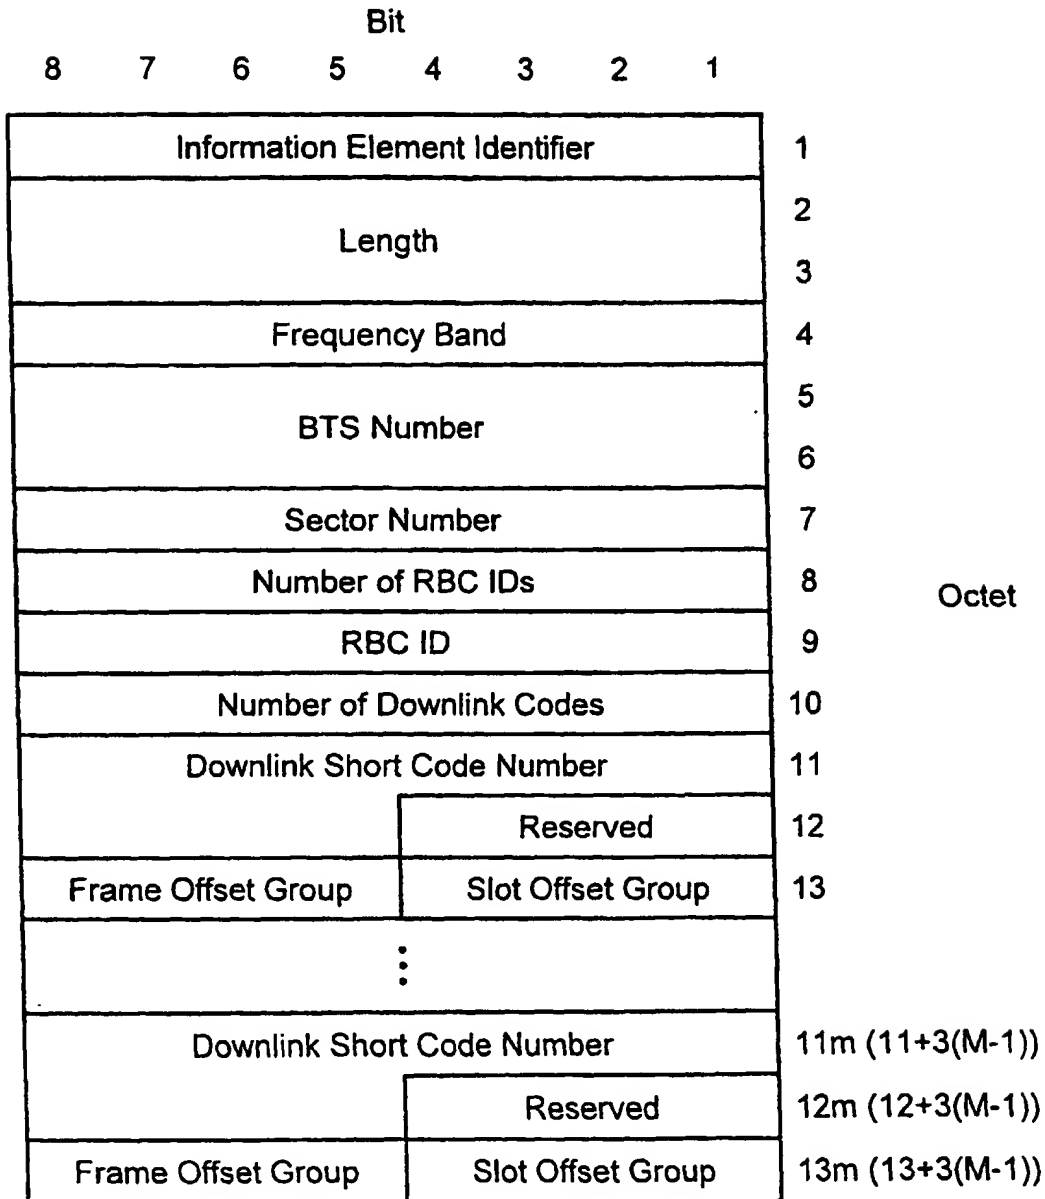 Bit
8 7 6 5 4 3 2 1
Information Element Identifier 1
2
Length
3
Frequency Band 4
5
BTS Number
6
Sector Number 7
Number of RBC IDs 8
Octet
RBC ID 9
Number of Downlink Codes 10
Downlink Short Code Number 11
Reserved 12
Frame Offset Group Slot Offset Group 13
Downlink Short Code Number 11m (11+3(M-1))
Reserved 12m (12+3(M-1))
Frame Offset Group Slot Offset Group 13m (13+3(M-1))